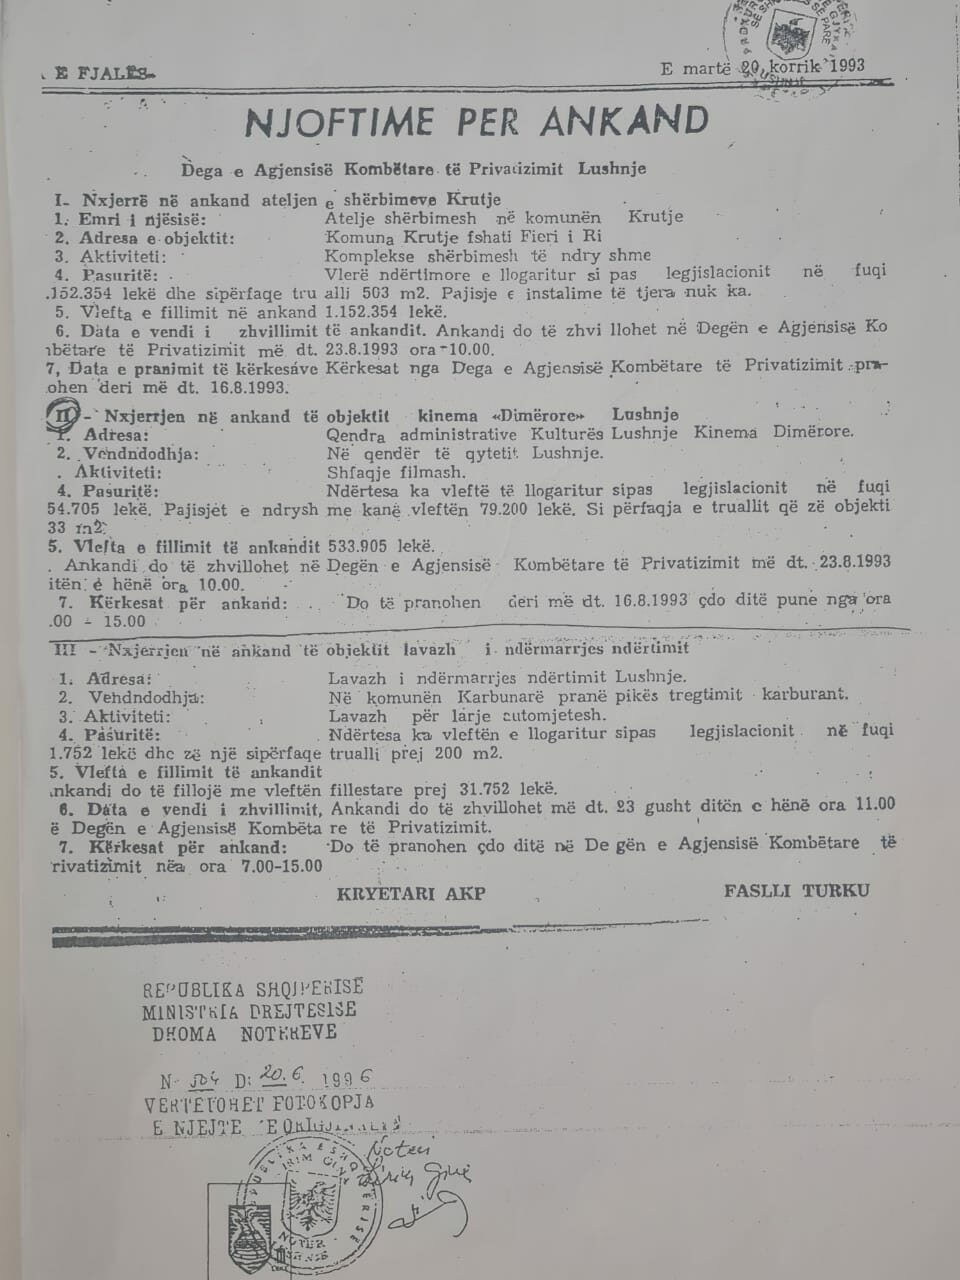 E FJALËS
E martë 20 korrik 1993
NJOFTIME PER ANKAND
Dega e Agjensisë Kombëtare të Privatizimit Lushnje
I- Nxjerrë në ankand ateljen e shërbimeve Krutje
1. Emri i njësisë: Atelje shërbimesh në komunën Krutje
2. Adresa e objektit: Komuna Krutje fshati Fieri i Ri
3. Aktiviteti: Komplekse shërbimesh të ndry shme
4. Pasuritë: Vlerë ndërtimore e llogaritur si pas legjislacionit në fuqi
.152.354 lekë dhe sipërfaqe tru alli 503 m2. Pajisje e instalime të tjera nuk ka.
5. Vlefta e fillimit në ankand 1.152.354 lekë.
6. Data e vendi i zhvillimit të ankandit. Ankandi do të zhvi llohet në Degën e Agjensisë Ko
mbëtare të Privatizimit më dt. 23.8.1993 ora 10.00.
7, Data e pranimit të kërkesave Kërkesat nga Dega e Agjensisë Kombëtare të Privatizimit pra-
ohen deri më dt. 16.8.1993.
II - Nxjerrjen në ankand të objektit kinema «Dimërore» Lushnje
1. Adresa: Qendra administrative Kulturës Lushnje Kinema Dimërore.
2. Vendndodhja: Në qendër të qytetit Lushnje.
. Aktiviteti: Shfaqje filmash.
4. Pasuritë: Ndërtesa ka vleftë të llogaritur sipas legjislacionit në fuqi
54.705 lekë. Pajisjet e ndrysh me kanë vleftën 79.200 lekë. Si përfaqja e truallit që zë objekti
33 m2.
5. Vlefta e fillimit të ankandit 533.905 lekë.
. Ankandi do të zhvillohet në Degën e Agjensisë Kombëtare të Privatizimit më dt. 23.8.1993
itën e hënë ora 10.00.
7. Kërkesat për ankand: Do të pranohen deri më dt. 16.8.1993 çdo ditë pune nga ora
.00 - 15.00
III - Nxjerrjen në ankand të objektit lavazh i ndërmarrjes ndërtimit
1. Adresa: Lavazh i ndërmarrjes ndërtimit Lushnje.
2. Vehdndodhja: Në komunën Karbunarë pranë pikës tregtimit karburant.
3. Aktiviteti: Lavazh për larje automjetesh.
4. Pasuritë: Ndërtesa ka vleftën e llogaritur sipas legjislacionit në fuqi
1.752 lekë dhe zë një sipërfaqe trualli prej 200 m2.
5. Vlefta e fillimit të ankandit
nkandi do të fillojë me vleftën fillestare prej 31.752 lekë.
6. Data e vendi i zhvillimit, Ankandi do të zhvillohet më dt. 23 gusht ditën e hënë ora 11.00
ë Degën e Agjensisë Kombëta re të Privatizimit.
7. Kërkesat për ankand: Do të pranohen çdo ditë në De gën e Agjensisë Kombëtare të
rivatizimit nëa ora 7.00-15.00
KRYETARI AKP FASLLI TURKU
REPUBLIKA SHQIPERISË
MINISTRIA DREJTESISE
DHOMA NOTEREVE
N- 504 D: 20.6. 1996
VERTETOHET FOTOKOPJA
E NJEJTE
Noteri
REPUBLIKA E SHQIPERISE
NOTER